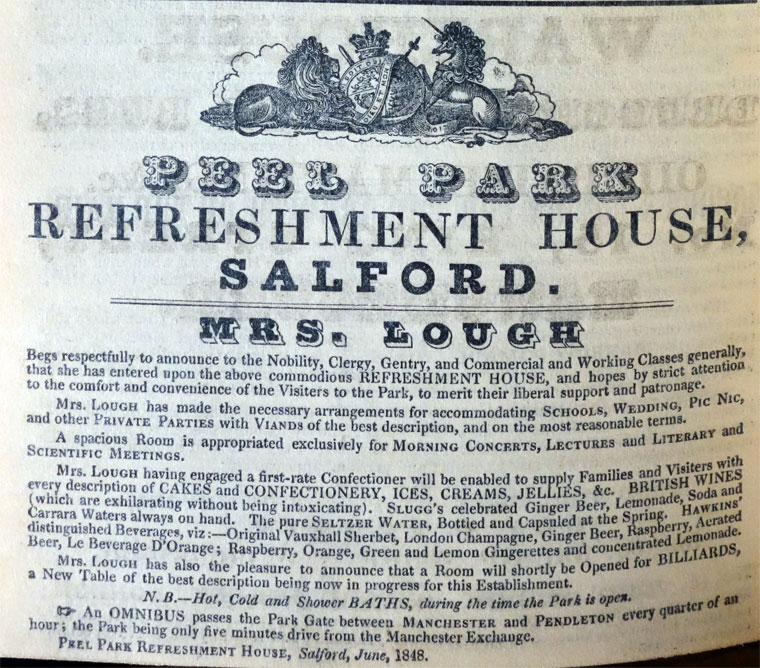 PEEL PARK
REFRESHMENT HOUSE,
SALFORD.
MRS. LOUGH
Begs respectfully to announce to the Nobility, Clergy, Gentry, and Commercial and Working Classes generally,
that she has entered upon the above commodious REFRESHMENT HOUSE, and hopes by strict attention
to the comfort and convenience of the Visiters to the Park, to merit their liberal support and patronage.
MRS. LOUGH has made the necessary arrangements for accommodating SCHOOLS, WEDDING, PIC NIC,
and other PRIVATE PARTIES with VIANDS of the best description, and on the most reasonable terms.
A spacious Room is appropriated exclusively for MORNING CONCERTS, LECTURES and LITERARY and
SCIENTIFIC MEETINGS.
MRS. LOUGH having engaged a first-rate Confectioner will be enabled to supply Families and Visiters with
every description of CAKES and CONFECTIONERY, ICES, CREAMS, JELLIES, &c. BRITISH WINES
(which are exhilarating without being intoxicating). SLUGG'S celebrated Ginger Beer, Lemonade, Soda and
Carrara Waters always on hand. The pure SELTZER WATER, Bottled and Capsuled at the Spring. HAWKINS'
distinguished Beverages, viz:—Original Vauxhall Sherbet, London Champagne, Ginger Beer, Raspberry, Aerated
Beer, Le Beverage D'Orange; Raspberry, Orange, Green and Lemon Gingerettes and concentrated Lemonade.
MRS. LOUGH has also the pleasure to announce that a Room will shortly be Opened for BILLIARDS,
a New Table of the best description being now in progress for this Establishment.
N.B.—Hot, Cold and Shower BATHS, during the time the Park is open.
☞ An OMNIBUS passes the Park Gate between MANCHESTER and PENDLETON every quarter of an
hour; the Park being only five minutes drive from the Manchester Exchange.
PEEL PARK REFRESHMENT HOUSE, Salford, June, 1848.